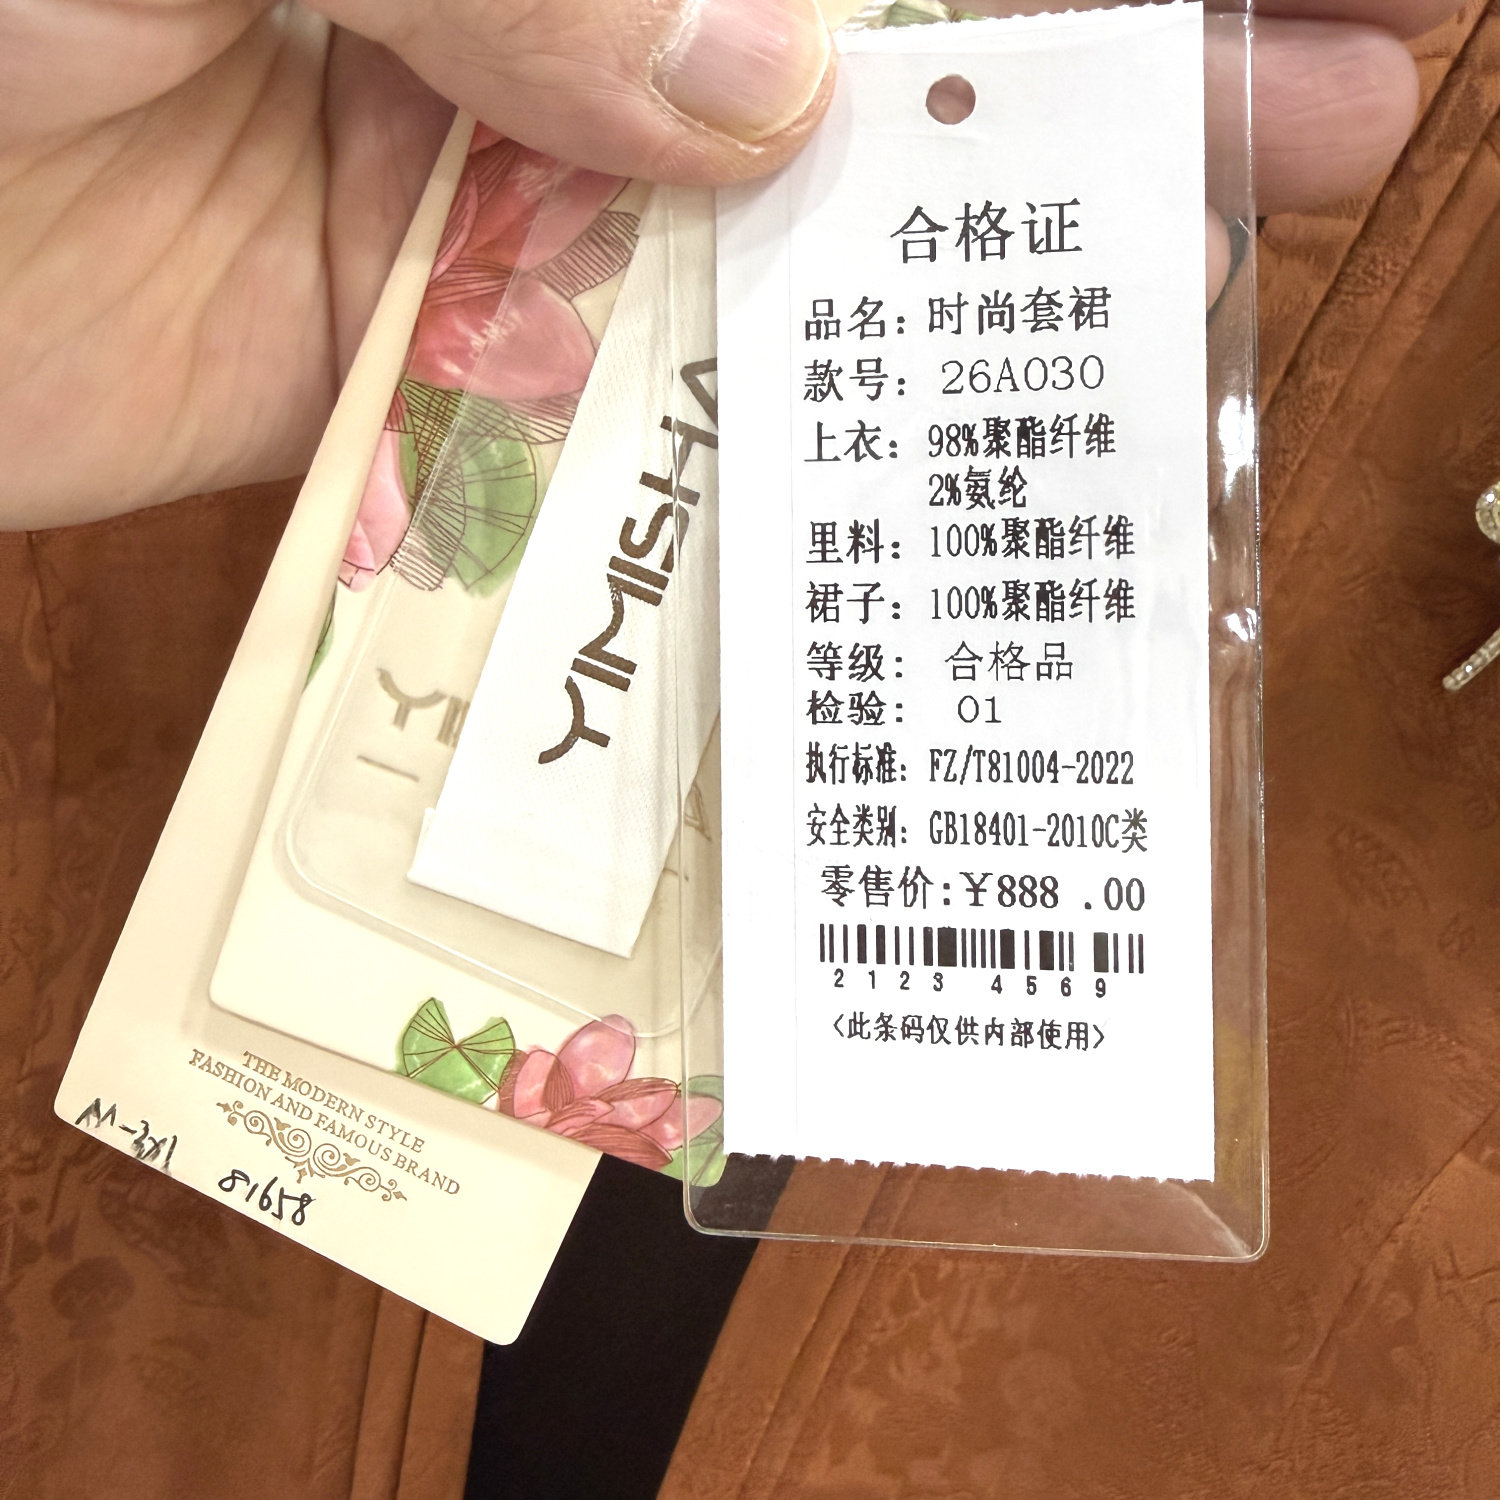 合格证
品名：时尚套裙
款号：26A030
上衣：98%聚酯纤维
2%氨纶
里料：100%聚酯纤维
裙子：100%聚酯纤维
等级：合格品
检验：01
执行标准：FZ/T81004-2022
安全类别：GB18401-2010C类
零售价:￥888.00
2123 4569
<此条码仅供内部使用>
THE MODERN STYLE
FASHION AND FAMOUS BRAND
81658